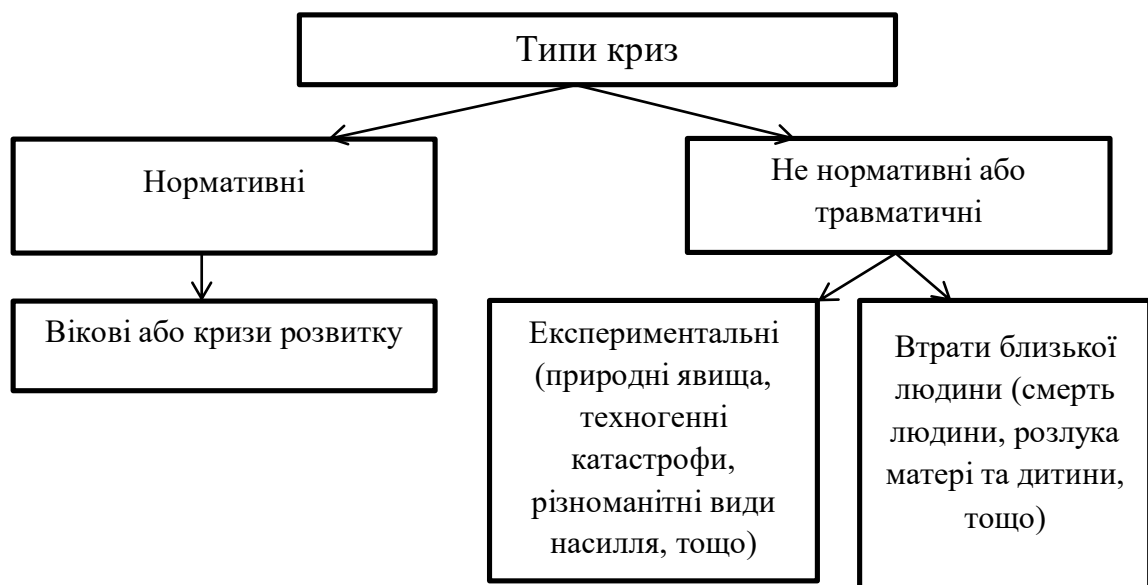 Типи криз
Нормативні
Не нормативні або
травматичні
Вікові або кризи розвитку
Експериментальні
(природні явища,
техногенні
катастрофи,
різноманітні види
насилля, тощо)
Втрати близької
людини (смерть
людини, розлука
матері та дитини,
тощо)